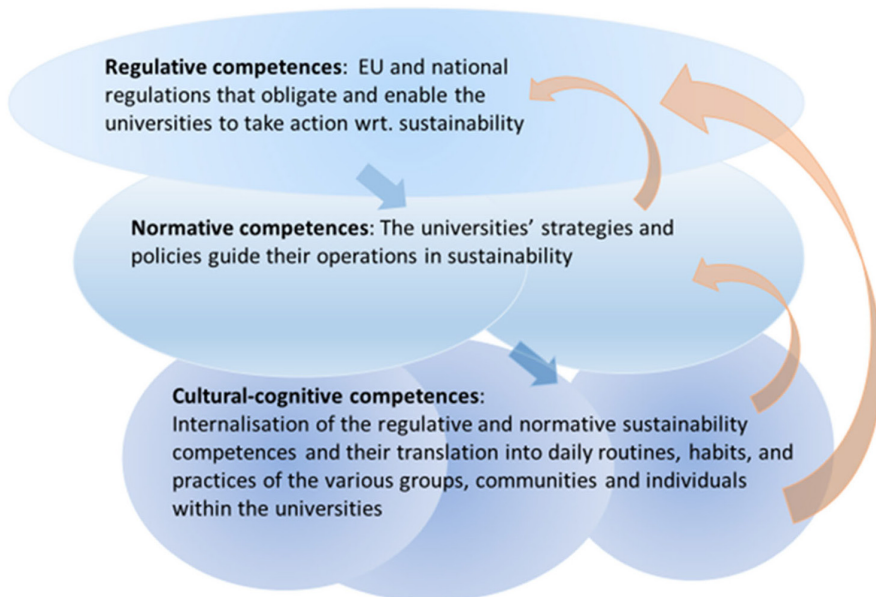 Regulative competences: EU and national
regulations that obligate and enable the
universities to take action wrt. sustainability
Normative competences: The universities’ strategies and
policies guide their operations in sustainability
Cultural-cognitive competences:
Internalisation of the regulative and normative sustainability
competences and their translation into daily routines, habits, and
practices of the various groups, communities and individuals
within the universities